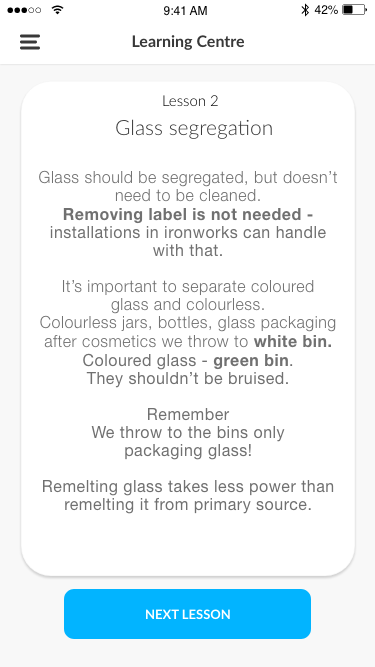 9:41 AM
42%
Learning Centre
Lesson 2
Glass segregation
Glass should be segregated, but doesn't
need to be cleaned.
Removing label is not needed -
installations in ironworks can handle
with that.
It's important to separate coloured
glass and colourless.
Colourless jars, bottles, glass packaging
after cosmetics we throw to white bin.
Coloured glass - green bin.
They shouldn't be bruised.
Remember
We throw to the bins only
packaging glass!
Remelting glass takes less power than
remelting it from primary source.
NEXT LESSON